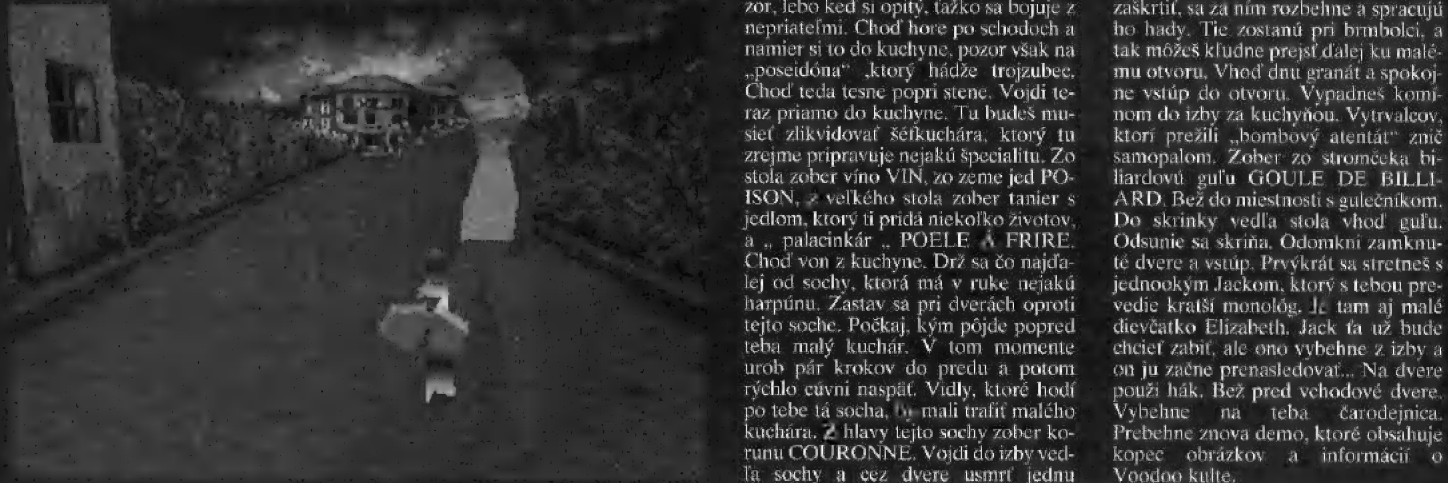 zor, lebo keď si opitý, ťažko sa bojuje z
nepriateľmi. Choď hore po schodoch a
namier si to do kuchyne, pozor však na
„poseidóna“ ,ktorý hádže trojzubec.
Choď teda tesne popri stene. Vojdi te-
raz priamo do kuchyne. Tu budeš mu-
sieť zlikvidovať šéfkuchára, ktorý tu
zrejme pripravuje nejakú špecialitu. Zo
stola zober víno VIN, zo zeme jed PO-
ISON, z veľkého stola zober tanier s
jedlom, ktorý ti pridá niekoľko životov,
a „ palacinkár „ POELE A FRIRE.
Choď von z kuchyne. Drž sa čo najďa-
lej od sochy, ktorá má v ruke nejakú
harpúnu. Zastav sa pri dverách oproti
tejto soche. Počkaj, kým pôjde popred
teba malý kuchár. V tom momente
urob pár krokov do predu a potom
rýchlo cúvni naspäť. Vidly, ktoré hodí
po tebe tá socha, by mali trafiť malého
kuchára. Z hlavy tejto sochy zober ko-
runu COURONNE. Vojdi do izby ved-
ľa sochy a cez dvere usmrť jednu
zaškrtiť, sa za ním rozbehne a spracujú
ho hady. Tie zostanú pri brmbolci, a
tak môžeš kľudne prejsť ďalej ku malé-
mu otvoru. Vhoď dnu granát a spokoj-
ne vstúp do otvoru. Vypadneš komí-
nom do izby za kuchyňou. Vytrvalcov,
ktorí prežili „bombový atentát“ znič
samopalom. Zober zo stromčeka bi-
liardovú guľu GOULE DE BILLI-
ARD. Bež do miestnosti s gulečníkom.
Do skrinky vedľa stola vhoď guľu.
Odsunie sa skriňa. Odomkni zamknu-
té dvere a vstúp. Prvýkrát sa stretneš s
jednookým Jackom, ktorý s tebou pre-
vedie kratší monológ. Je tam aj malé
dievčatko Elizabeth. Jack ťa už bude
chcieť zabiť, ale ono vybehne z izby a
on ju začne prenasledovať... Na dvere
použi hák. Bež pred vchodové dvere.
Vybehne na teba čarodejnica.
Prebehne znova demo, ktoré obsahuje
kopec obrázkov a informácií o
Voodoo kulte.